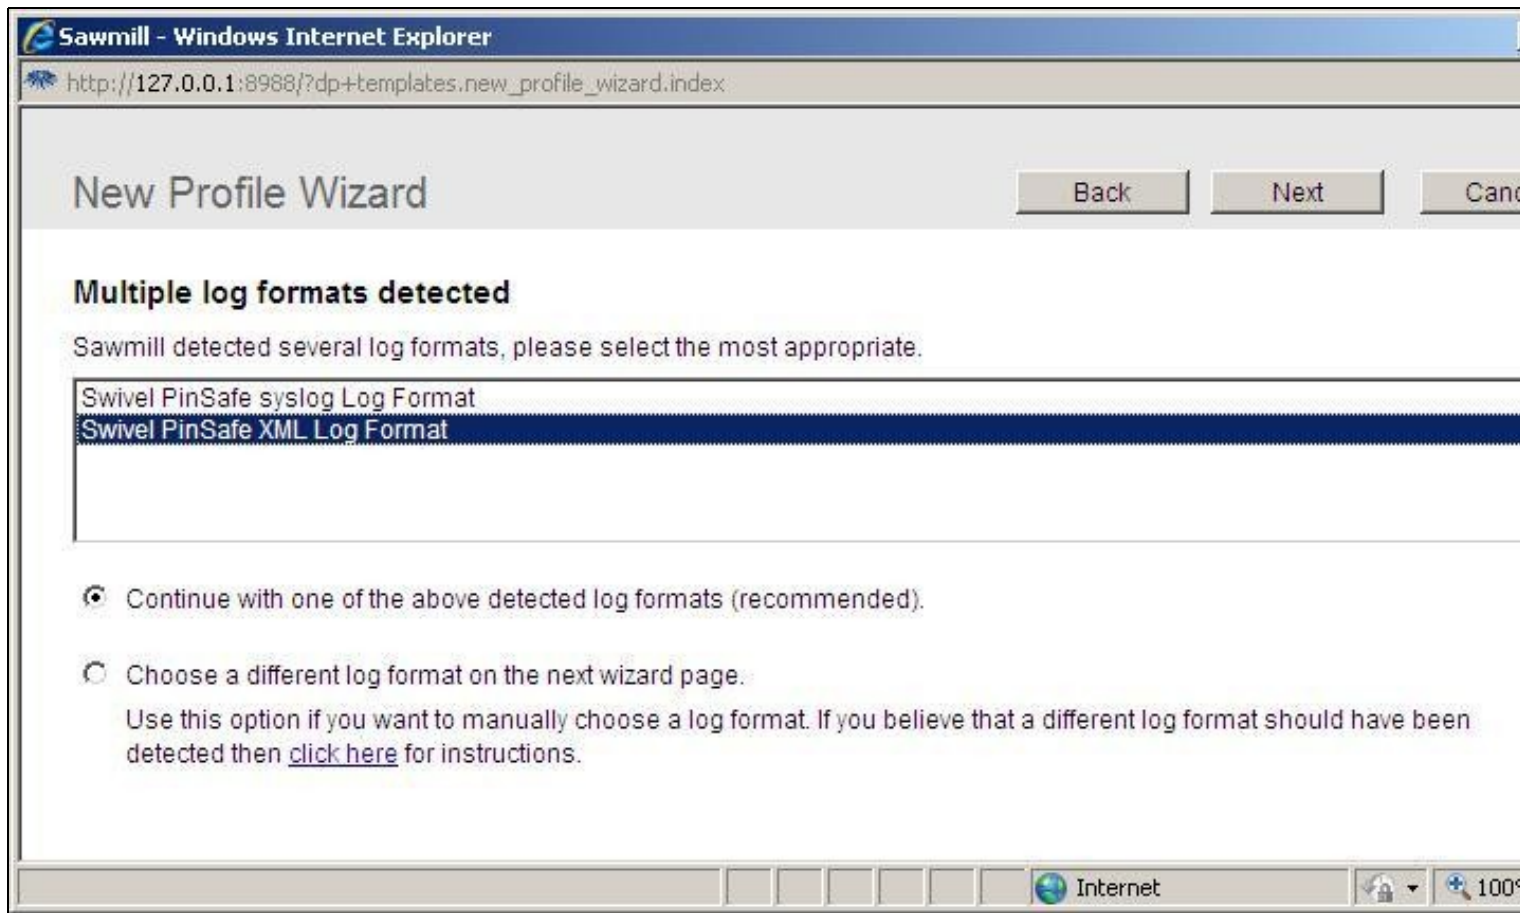 Sawmill - Windows Internet Explorer
http://127.0.0.1:8988/?dp+templates.new_profile_wizard.index
New Profile Wizard
Back
Next
Canc
Multiple log formats detected
Sawmill detected several log formats, please select the most appropriate.
Swivel PinSafe syslog Log Format
Swivel PinSafe XML Log Format
Continue with one of the above detected log formats (recommended).
Choose a different log format on the next wizard page.
Use this option if you want to manually choose a log format. If you believe that a different log format should have been
detected then click here for instructions.
Internet
100%